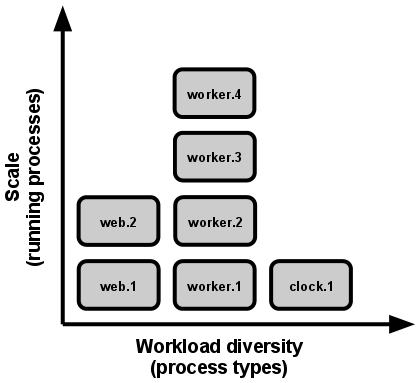 Scale
(running processes)
worker.4
worker.3
web.2
worker.2
web.1
worker.1
clock.1
Workload diversity
(process types)